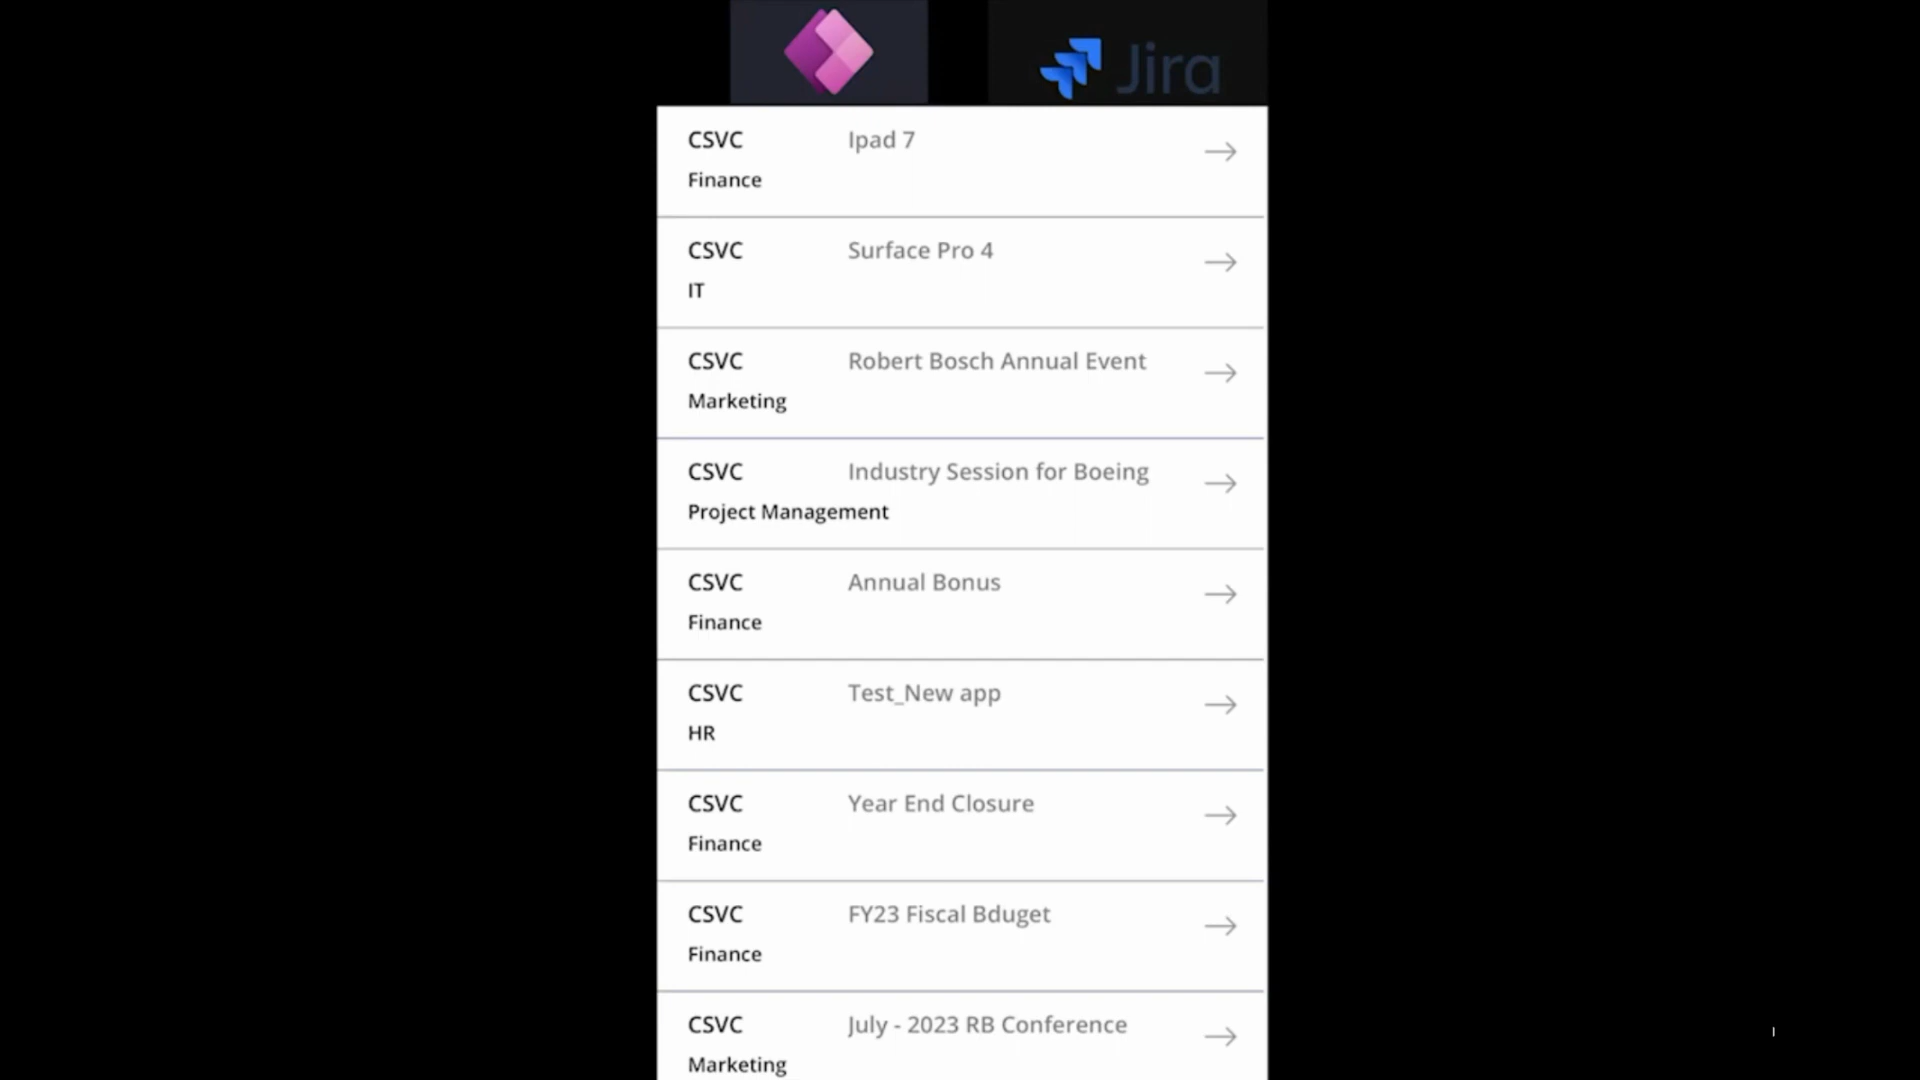 Jira
CSVC Ipad 7
Finance
CSVC Surface Pro 4
IT
CSVC Robert Bosch Annual Event
Marketing
CSVC Industry Session for Boeing
Project Management
CSVC Annual Bonus
Finance
CSVC Test_New app
HR
CSVC Year End Closure
Finance
CSVC FY23 Fiscal Bduget
Finance
CSVC July - 2023 RB Conference
Marketing